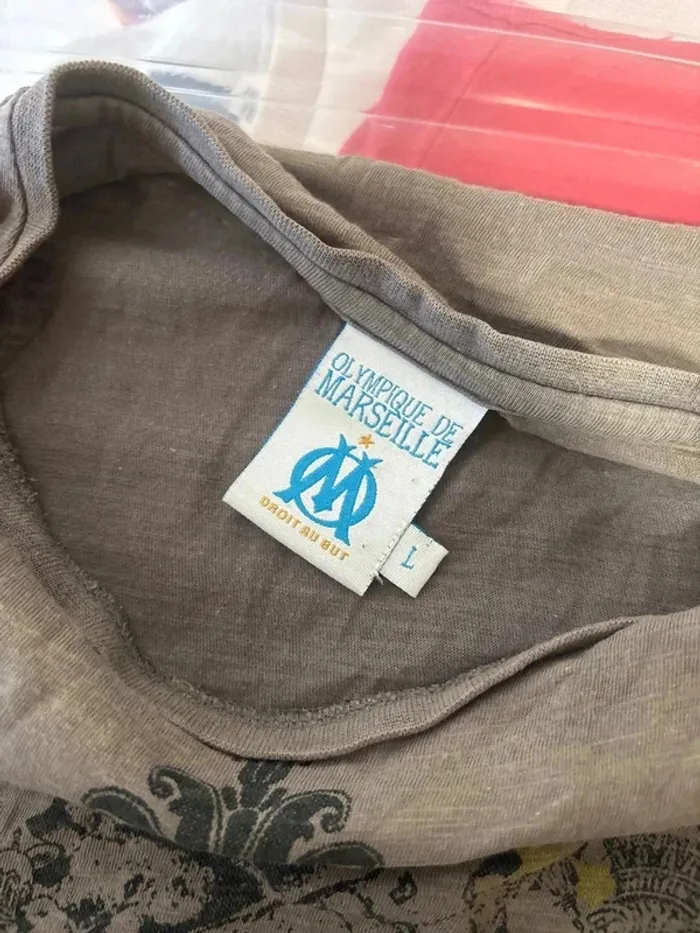 OLYMPIQUE DE
MARSEILLE
DROIT AU BUT
L